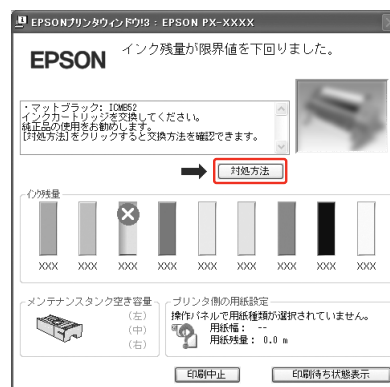 EPSONプリンタウィンドウ!3 : EPSON PX-XXXX
EPSON
インク残量が限界値を下回りました。
・マットブラック: ICMB52
インクカートリッジを交換してください。
純正品の使用をお勧めします。
[対処方法]をクリックすると交換方法を確認できます。
対処方法
インク残量
XXX XXX XXX XXX XXX XXX XXX XXX XXX
メンテナンスタンク空き容量
(左)
(中)
(右)
プリンタ側の用紙設定
操作パネルで用紙種類が選択されていません。
用紙幅: --
用紙残量: 0.0 m
印刷中止
印刷待ち状態表示